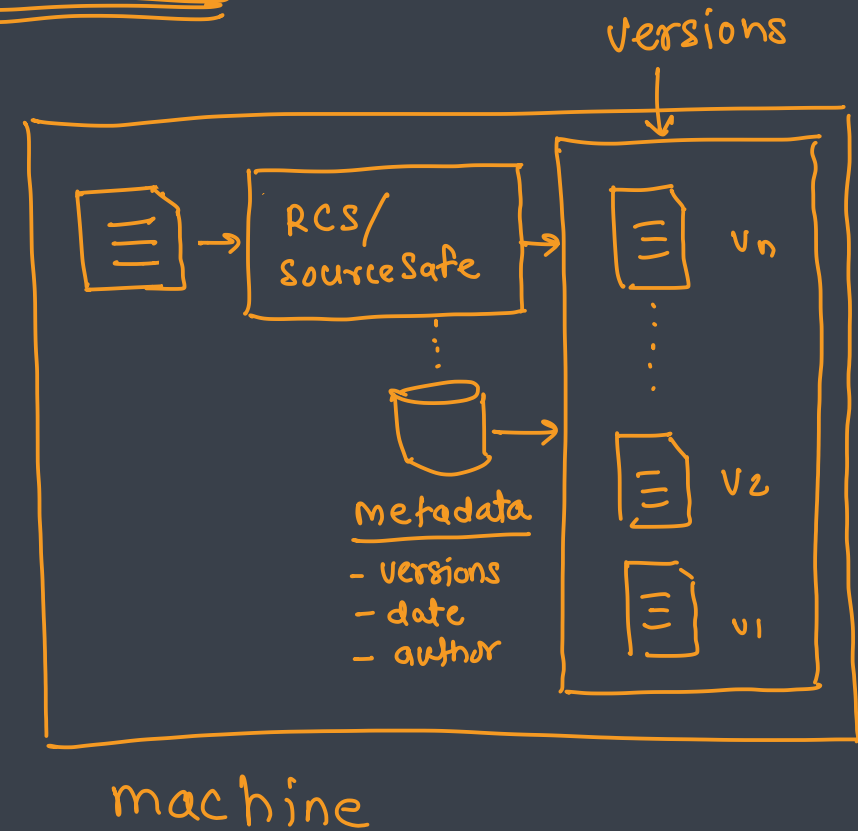 versions
RCS/
SourceSafe
vn
v2
v1
metadata
- versions
- date
- author
machine